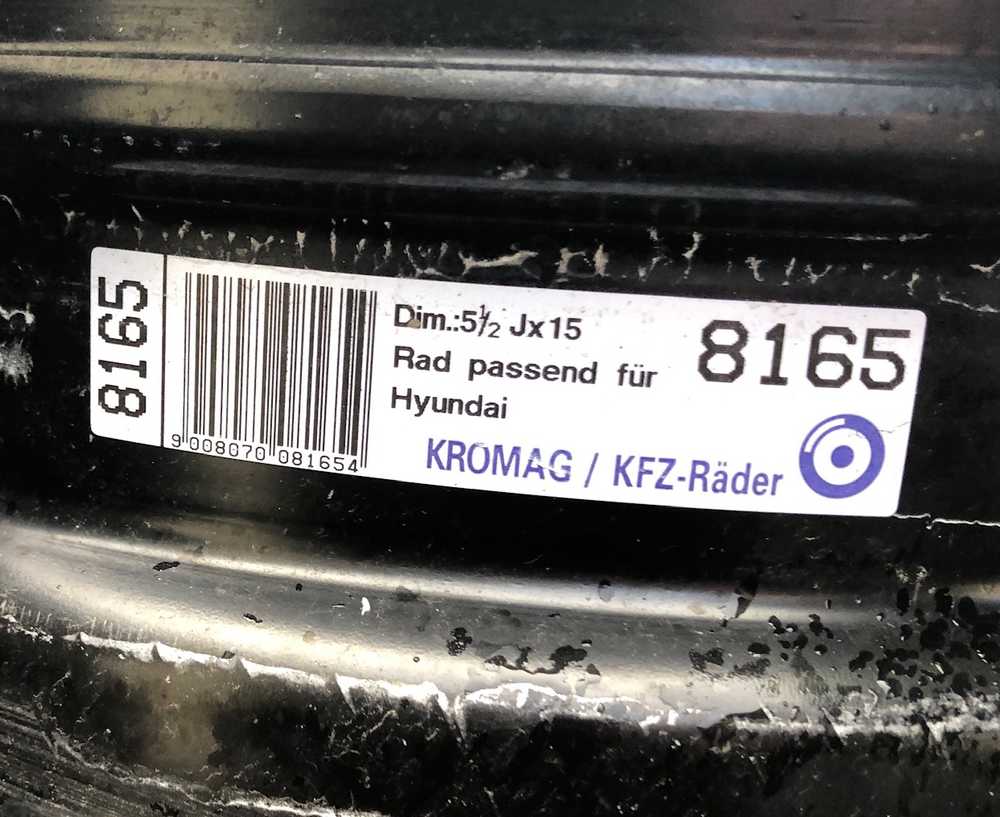 8165
9 008070 081654
Dim.:5½ Jx15
Rad passend für
Hyundai
8165
KROMAG / KFZ-Räder